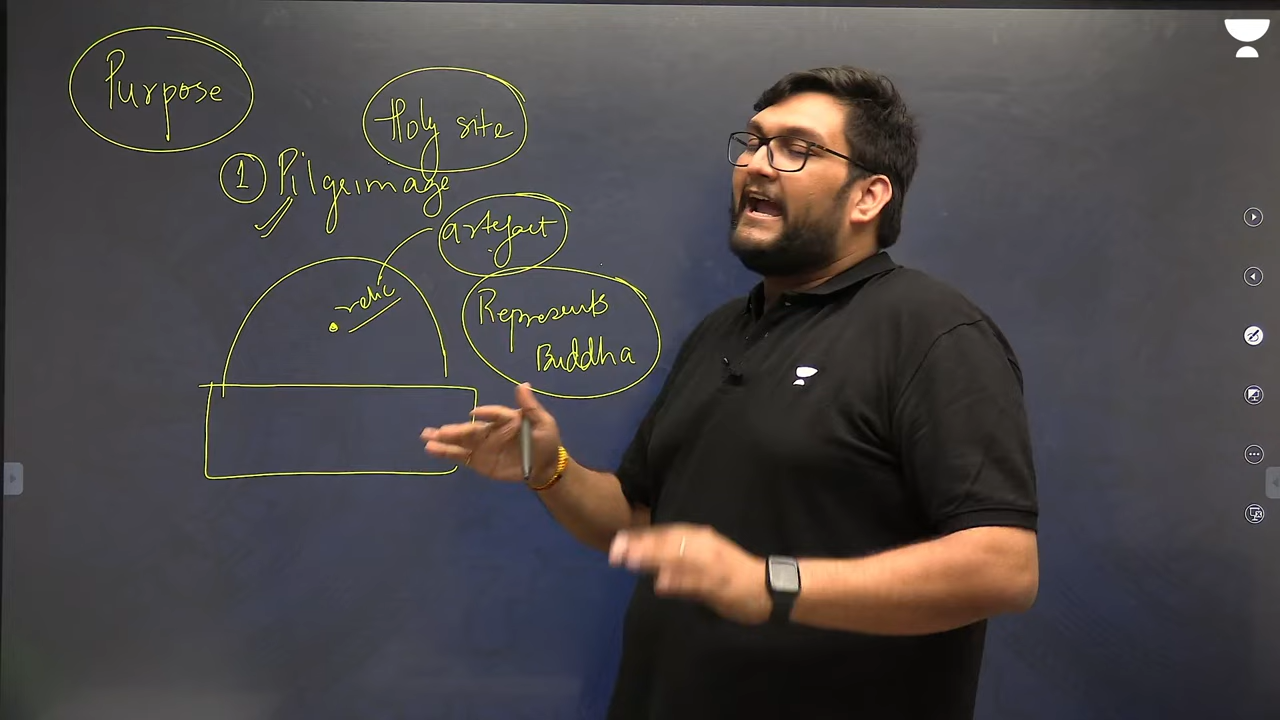 Purpose
Holy site
1 Pilgrimage
artefact
relic
Represents
Buddha